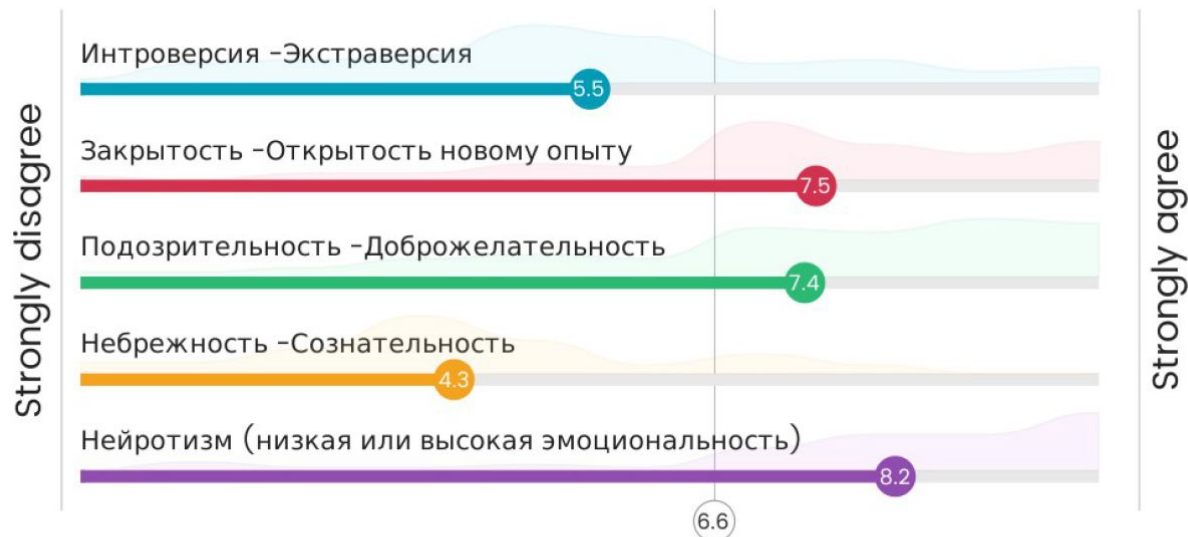 Strongly disagree
Интроверсия -Экстраверсия
5.5
Закрытость -Открытость новому опыту
7.5
Подозрительность -Доброжелательность
7.4
Небрежность -Сознательность
4.3
Нейротизм (низкая или высокая эмоциональность)
8.2
6.6
Strongly agree